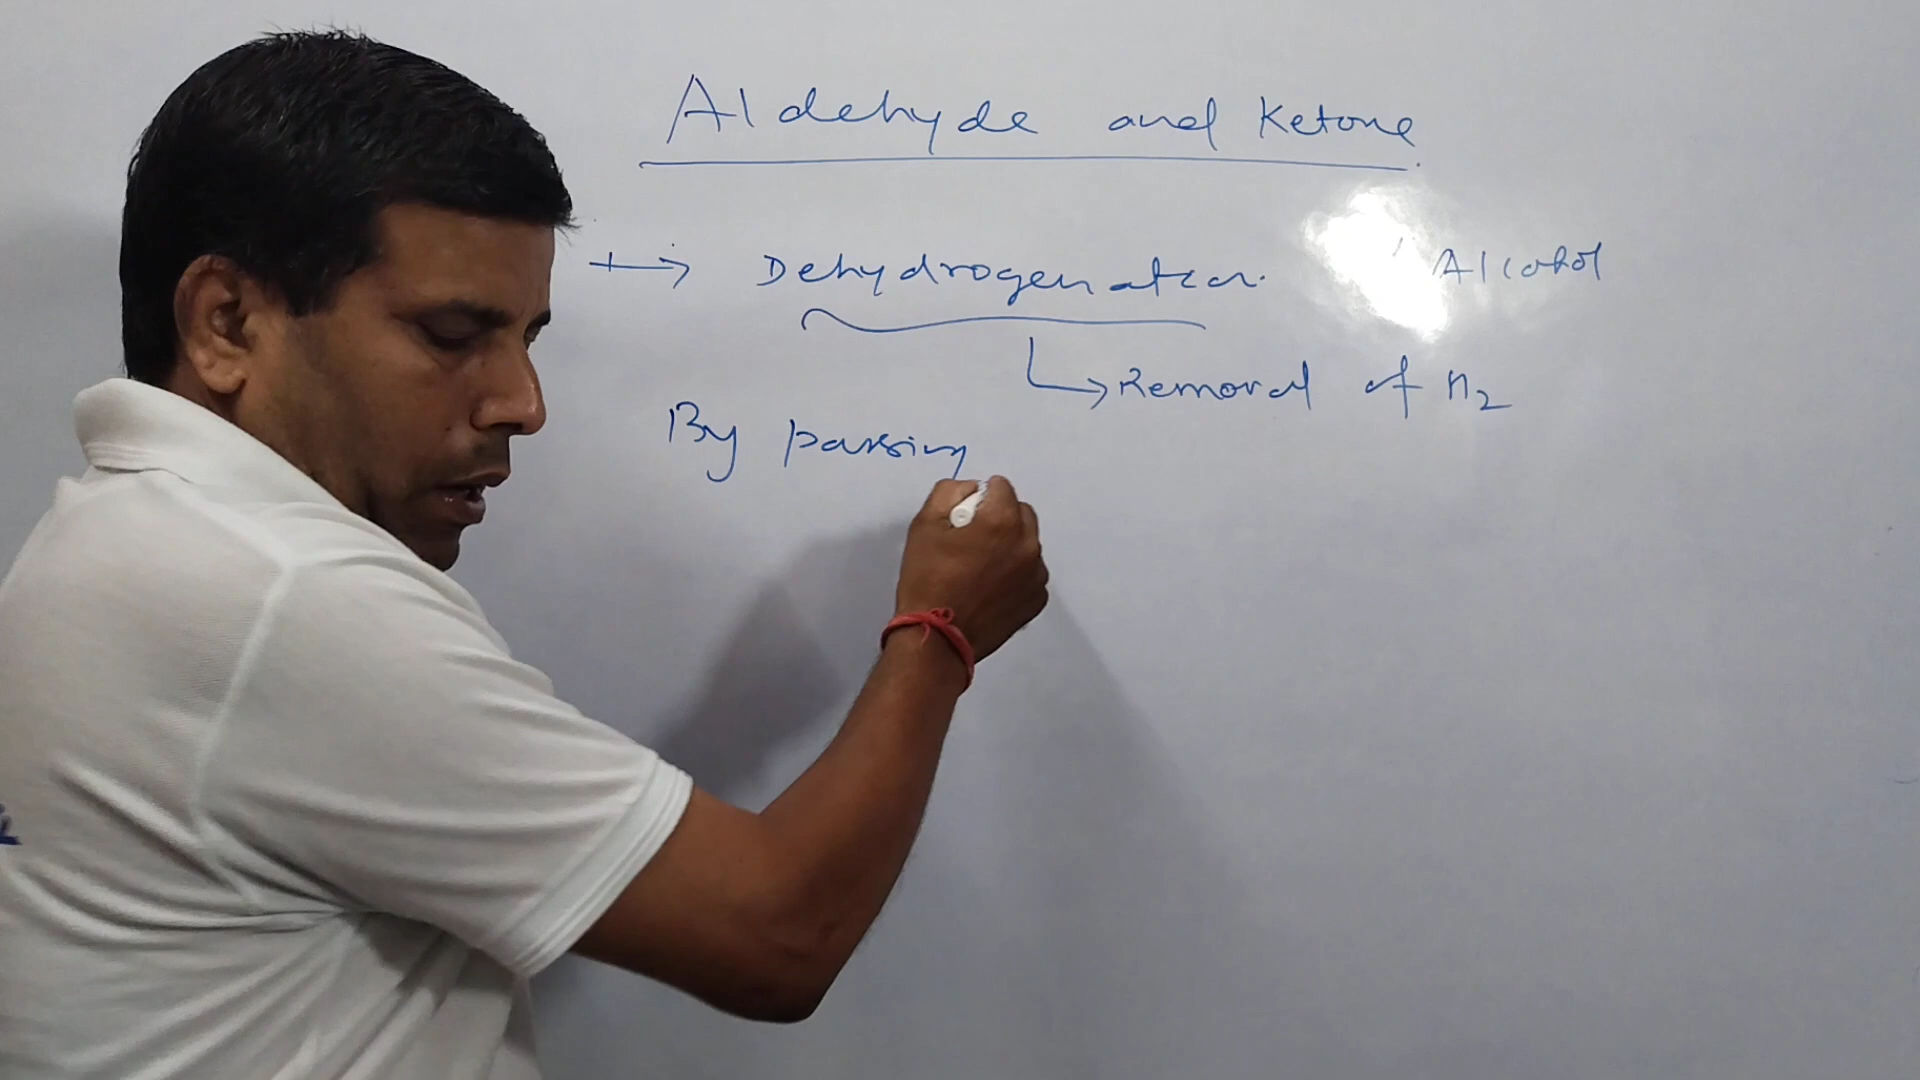 Aldehyde and Ketone
→ Dehydrogenation. Alcohol
↳ Removal of H2
By passing